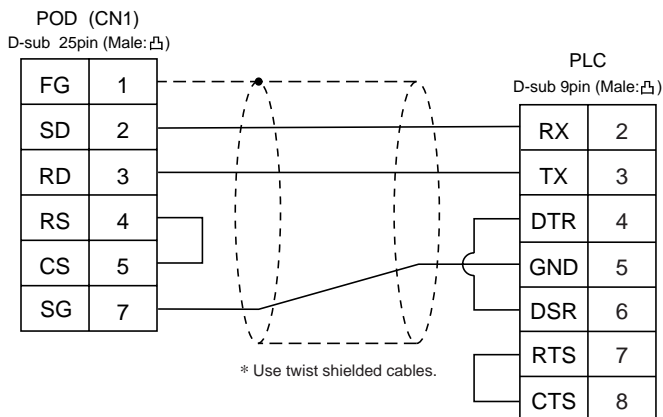 POD (CN1)
D-sub 25pin (Male:凸)
FG 1
SD 2
RD 3
RS 4
CS 5
SG 7
PLC
D-sub 9pin (Male:凸)
RX 2
TX 3
DTR 4
GND 5
DSR 6
RTS 7
CTS 8
* Use twist shielded cables.